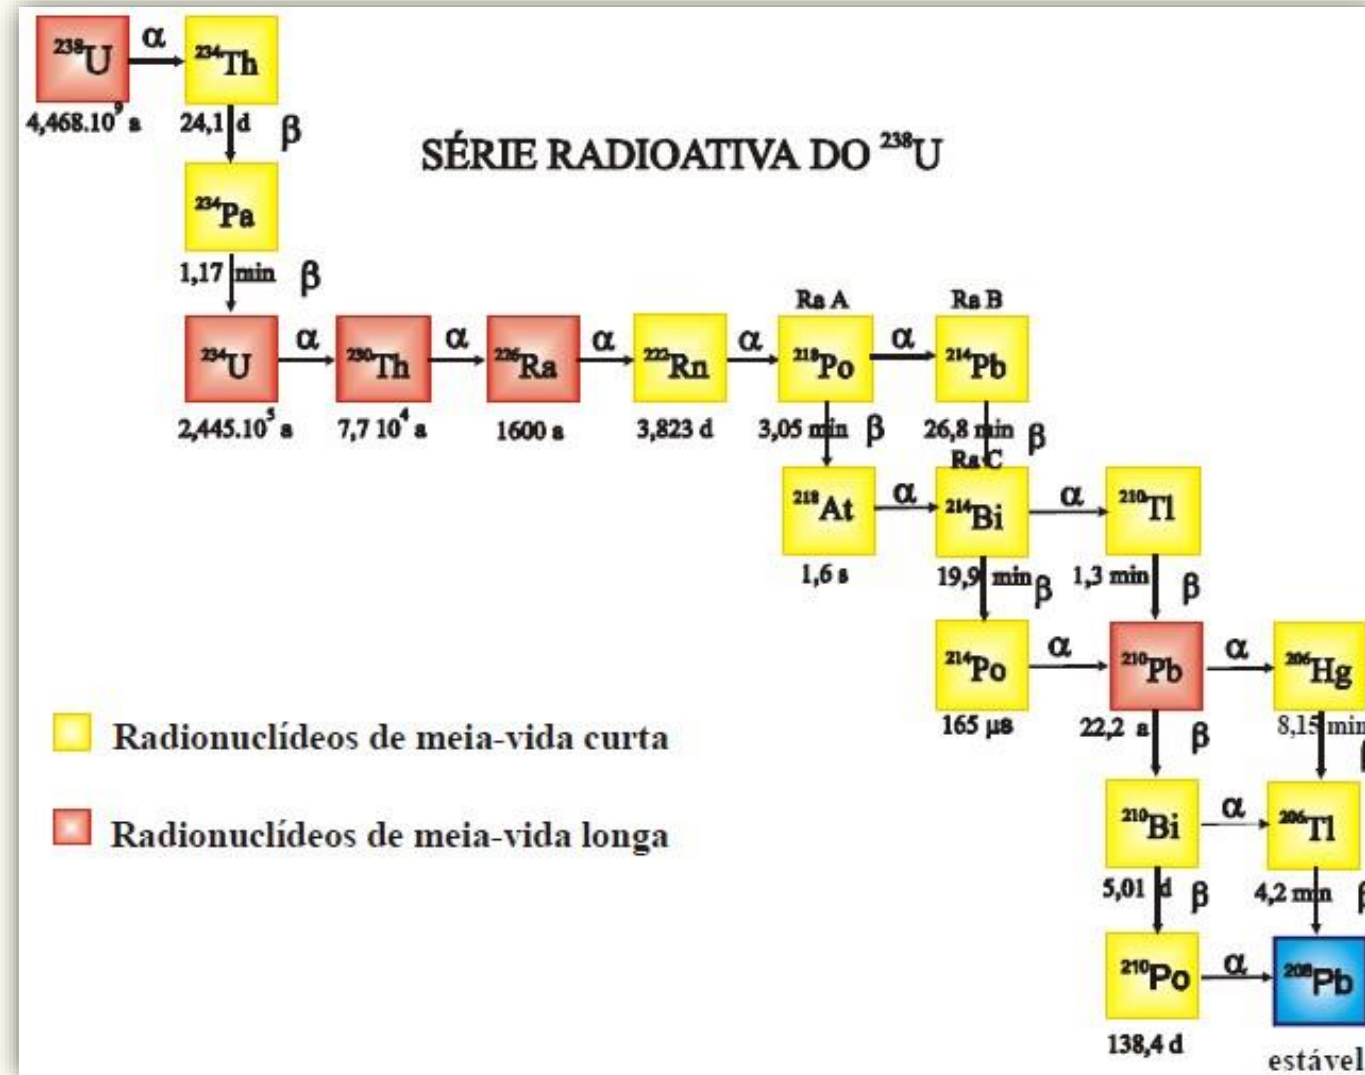 ²³⁸U α ²³⁴Th
4,468.10⁹ a 24,1 d β
SÉRIE RADIOATIVA DO ²³⁸U
²³⁴Pa
1,17 min β
Ra A Ra B
²³⁴U α ²³⁰Th α ²²⁶Ra α ²²²Rn α ²¹⁸Po α ²¹⁴Pb
2,445.10⁵ a 7,7 10⁴ a 1600 a 3,823 d 3,05 min β 26,8 min β
Ra C
²¹⁸At α ²¹⁴Bi α ²¹⁰Tl
1,6 s 19,9 min β 1,3 min β
²¹⁴Po α ²¹⁰Pb α ²⁰⁶Hg
165 µs 22,2 a β 8,15 min β
Radionuclídeos de meia-vida curta
Radionuclídeos de meia-vida longa
²¹⁰Bi α ²⁰⁶Tl
5,01 d β 4,2 min β
²¹⁰Po α ²⁰⁸Pb
138,4 d estável